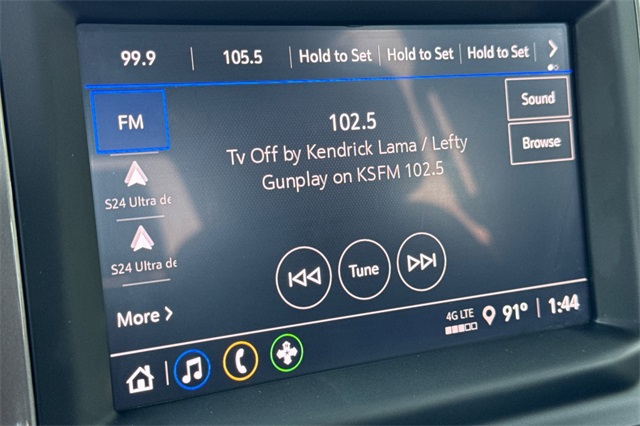 99.9 105.5 Hold to Set Hold to Set Hold to Set
FM
102.5
Sound
Tv Off by Kendrick Lama / Lefty
Browse
Gunplay on KSFM 102.5
S24 Ultra de
S24 Ultra de
Tune
More
4G LTE 91° 1:44